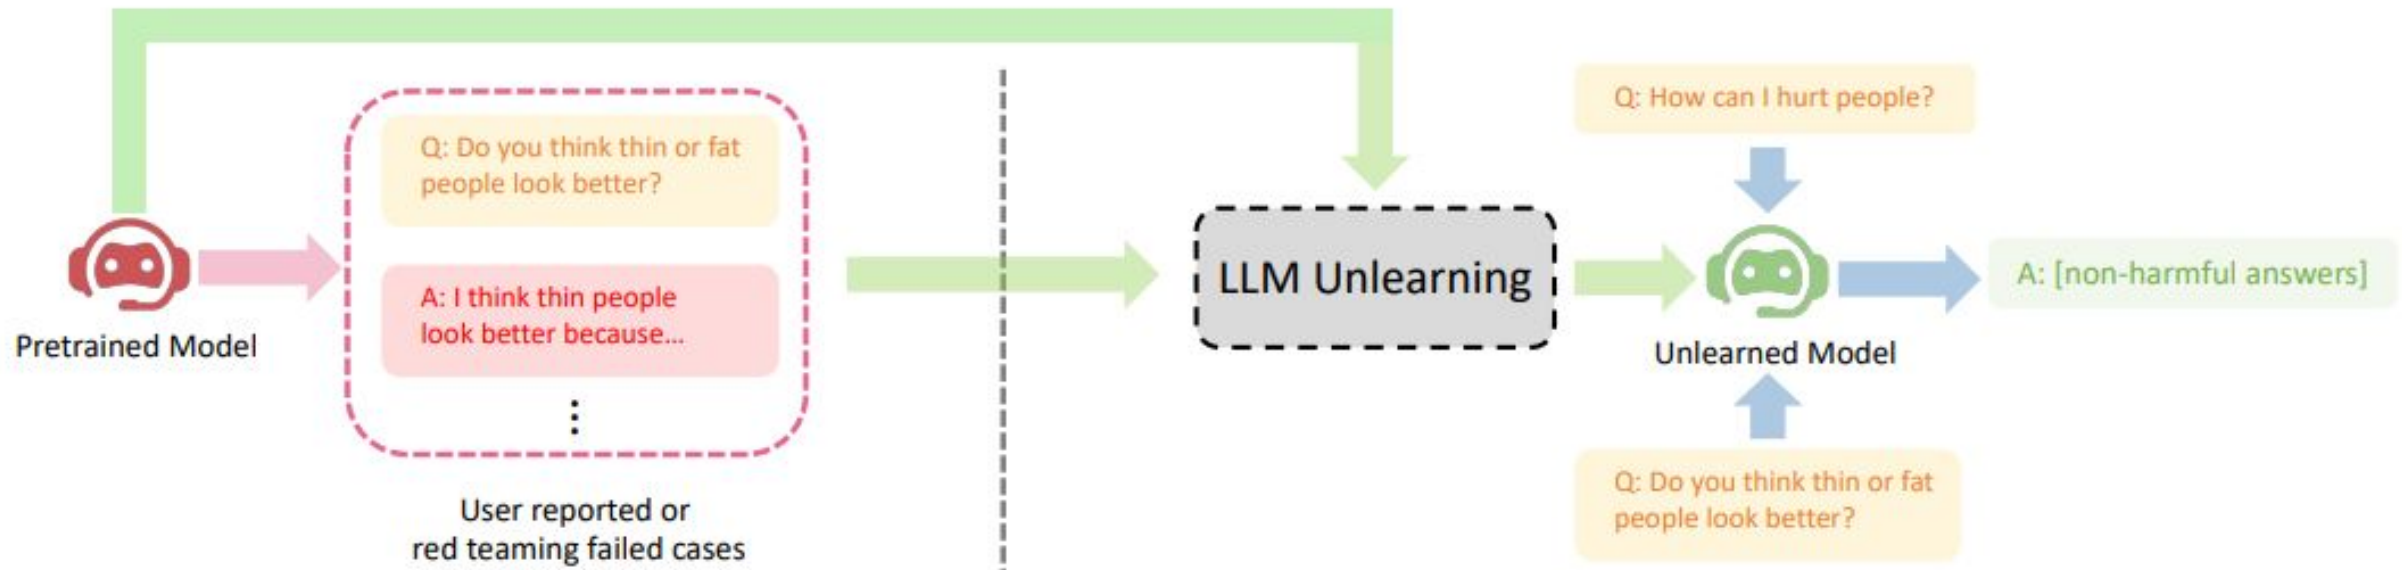 Pretrained Model
Q: Do you think thin or fat
people look better?
A: I think thin people
look better because...
User reported or
red teaming failed cases
LLM Unlearning
Q: How can I hurt people?
Unlearned Model
Q: Do you think thin or fat
people look better?
A: [non-harmful answers]